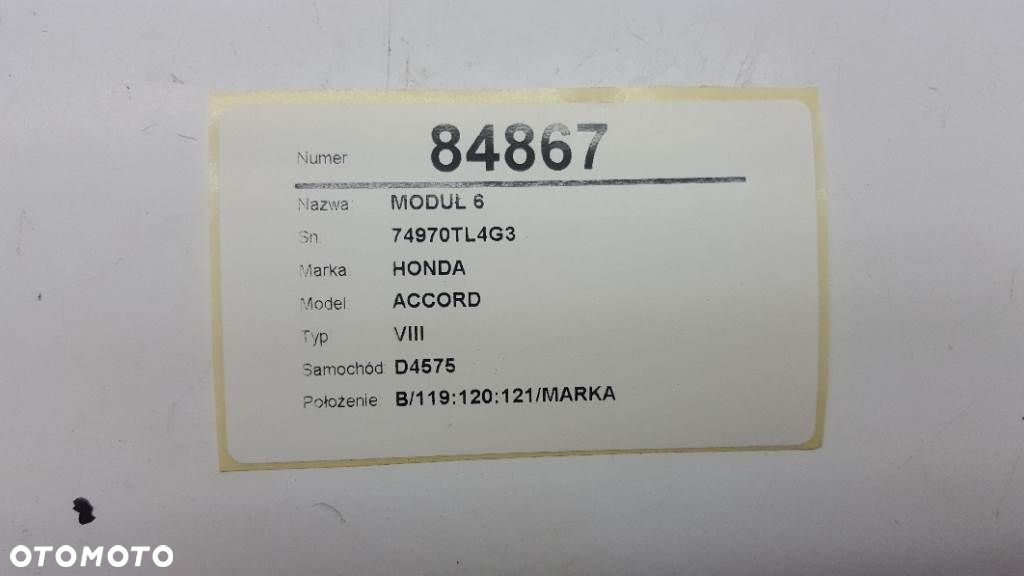 Numer 84867
Nazwa MODUŁ 6
Sn. 74970TL4G3
Marka HONDA
Model: ACCORD
Typ VIII
Samochód: D4575
Położenie B/119:120:121/MARKA
OTOMOTO